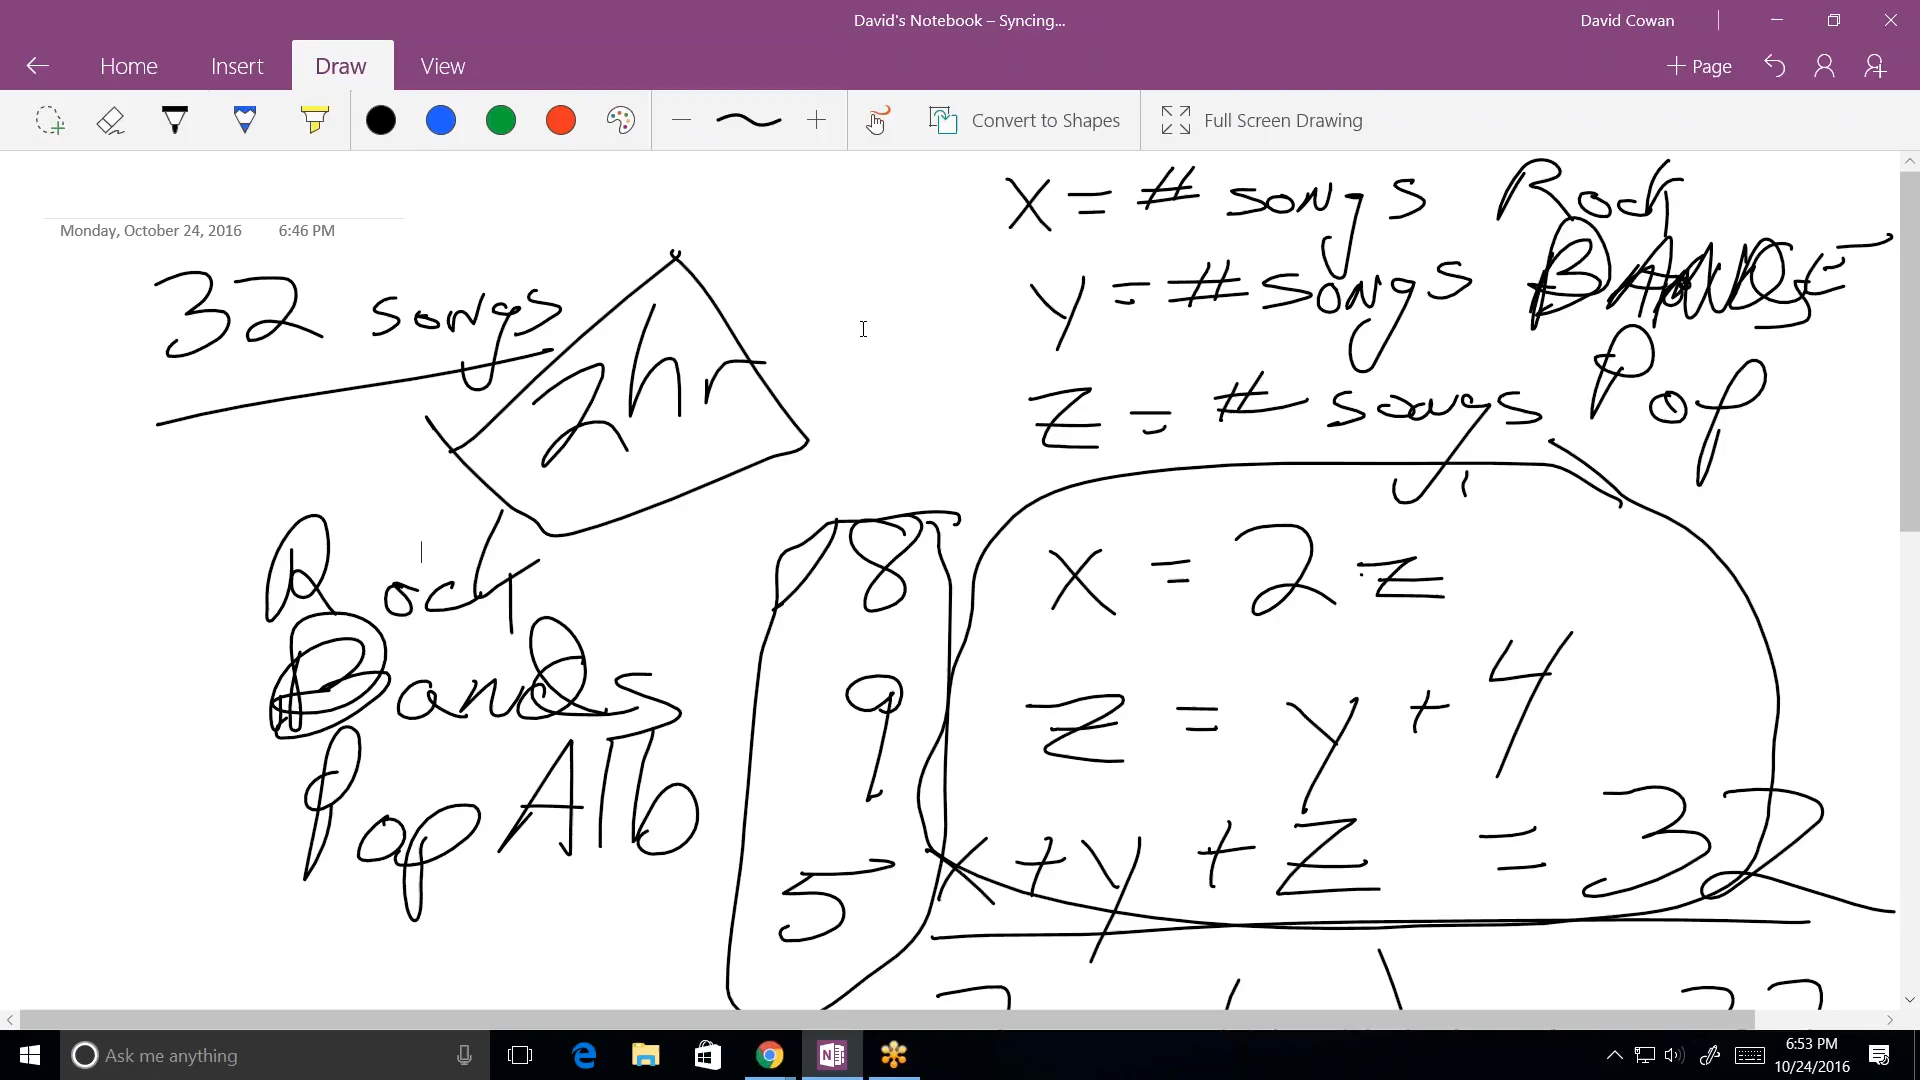 David's Notebook – Syncing...
David Cowan
Home Insert Draw View
Page
Convert to Shapes
Full Screen Drawing
Monday, October 24, 2016 6:46 PM
32 songs
2hr
x = # songs Rock
y = # songs
z = # songs Pop
Rock 8
Bands 9
Pop Alb 5
x = 2z
z = y + 4
x + y + z = 32
Ask me anything
6:53 PM
10/24/2016